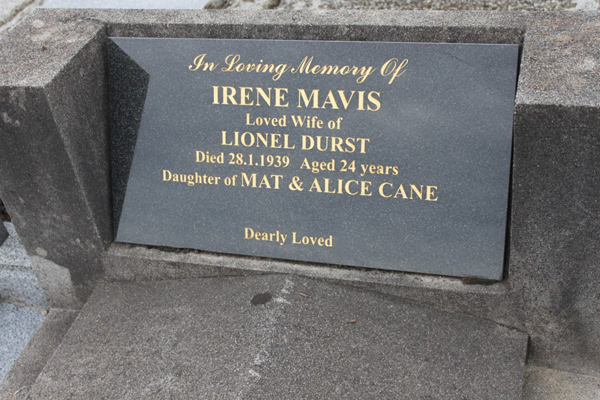 In Loving Memory Of
IRENE MAVIS
Loved Wife of
LIONEL DURST
Died 28.1.1939 Aged 24 years
Daughter of MAT & ALICE CANE
Dearly Loved